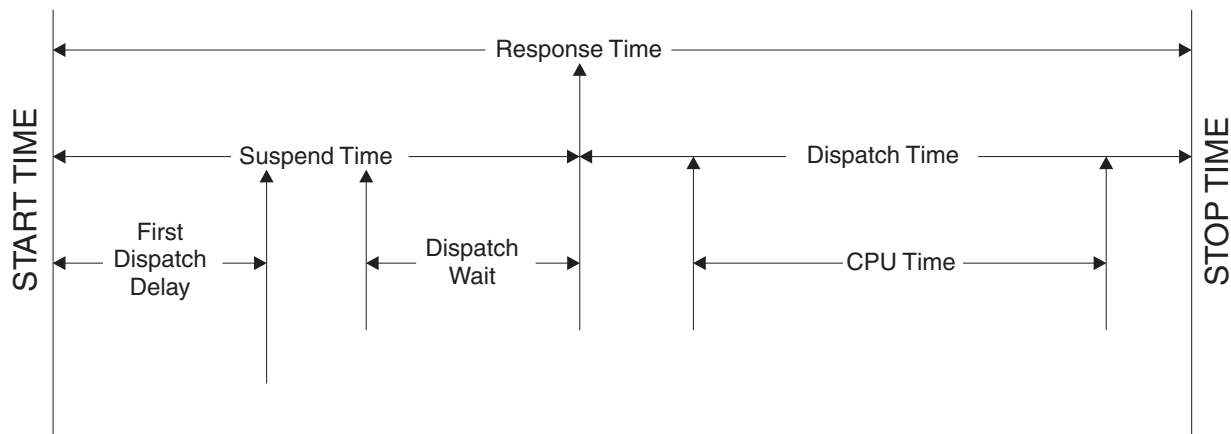 Response Time
START TIME
STOP TIME
Suspend Time
Dispatch Time
First
Dispatch
Delay
Dispatch
Wait
CPU Time